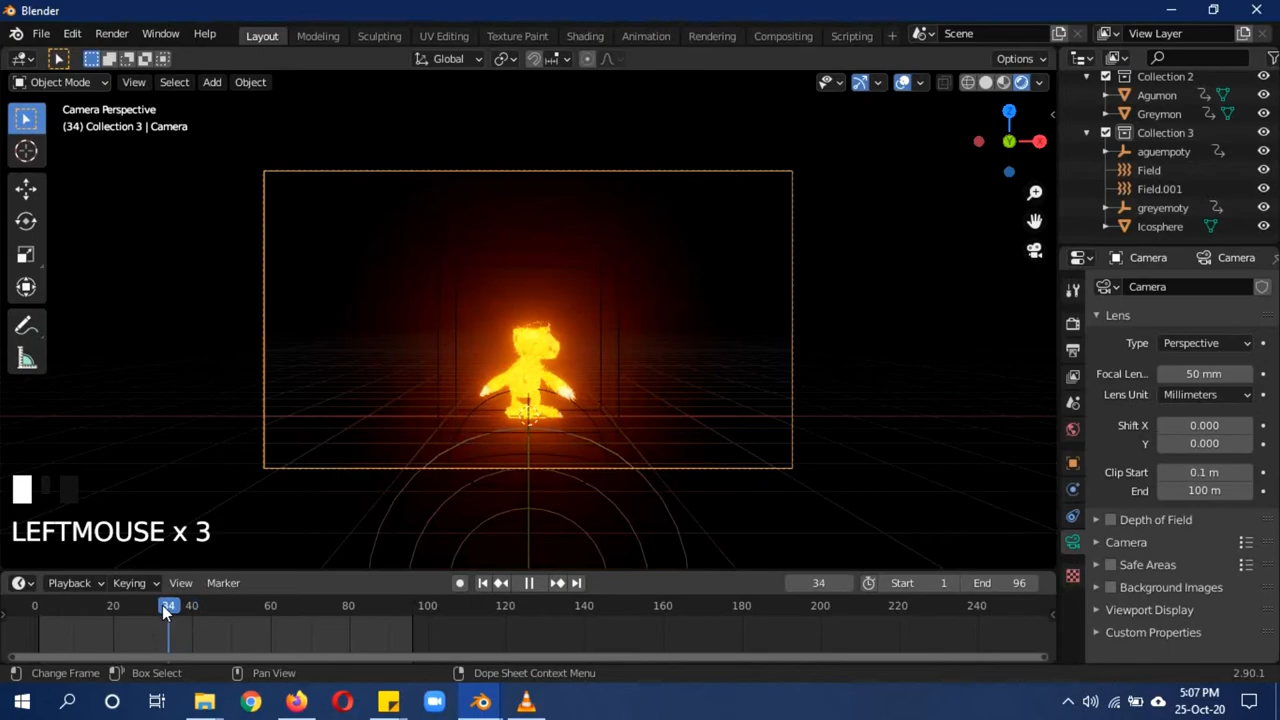 Blender
File Edit Render Window Help Layout Modeling Sculpting UV Editing Texture Paint Shading Animation Rendering Compositing Scripting + Scene View Layer
Global Options
Object Mode View Select Add Object
Camera Perspective
(34) Collection 3 | Camera
Z
Y
X
Collection 2
Agumon
Greymon
Collection 3
aguempoty
Field
Field.001
greyemoty
Icosphere
Camera Camera
Camera
Lens
Type Perspective
Focal Len... 50 mm
Lens Unit Millimeters
Shift X 0.000
Y 0.000
Clip Start 0.1 m
End 100 m
Depth of Field
Camera
Safe Areas
Background Images
Viewport Display
Custom Properties
LEFTMOUSE x 3
Playback Keying View Marker 34 Start 1 End 96
0 20 34 40 60 80 100 120 140 160 180 200 220 240
Change Frame Box Select Pan View Dope Sheet Context Menu 2.90.1
5:07 PM
25-Oct-20